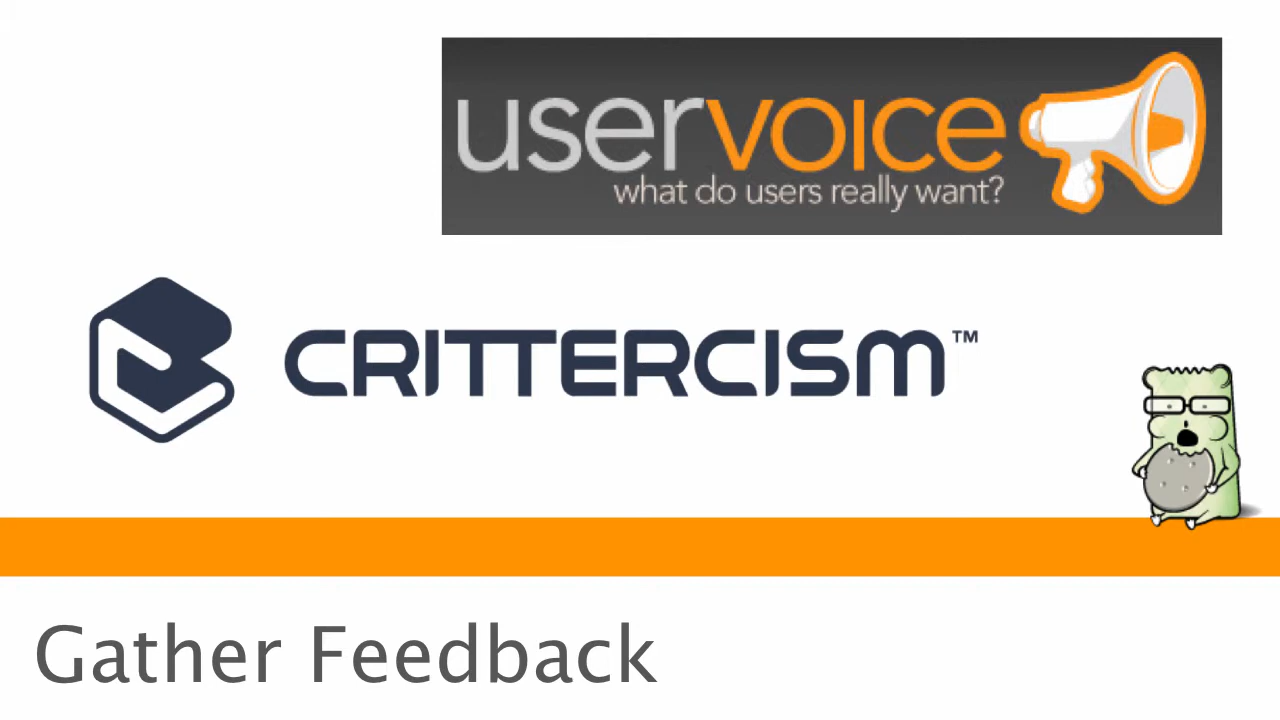 uservoice
what do users really want?
CRITTERCISM™
Gather Feedback